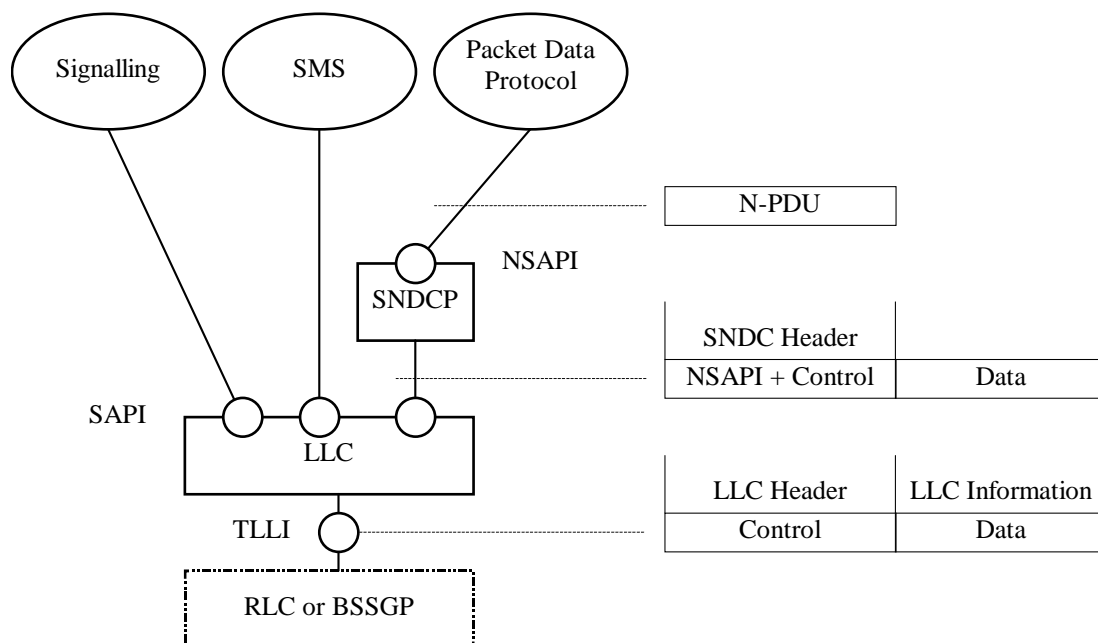 Signalling
SMS
Packet Data
Protocol
N-PDU
NSAPI
SNDCP
SNDC Header
NSAPI + Control
Data
SAPI
LLC
LLC Header
LLC Information
TLLI
Control
Data
RLC or BSSGP